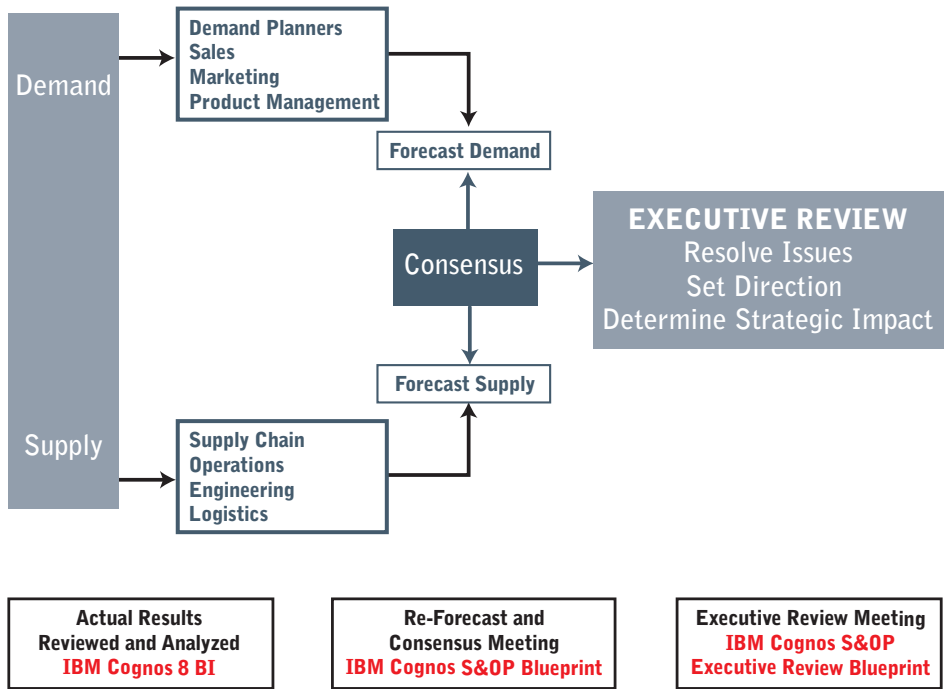 Demand
Demand Planners
Sales
Marketing
Product Management
Forecast Demand
Consensus
EXECUTIVE REVIEW
Resolve Issues
Set Direction
Determine Strategic Impact
Forecast Supply
Supply
Supply Chain
Operations
Engineering
Logistics
Actual Results
Reviewed and Analyzed
IBM Cognos 8 BI
Re-Forecast and
Consensus Meeting
IBM Cognos S&OP Blueprint
Executive Review Meeting
IBM Cognos S&OP
Executive Review Blueprint